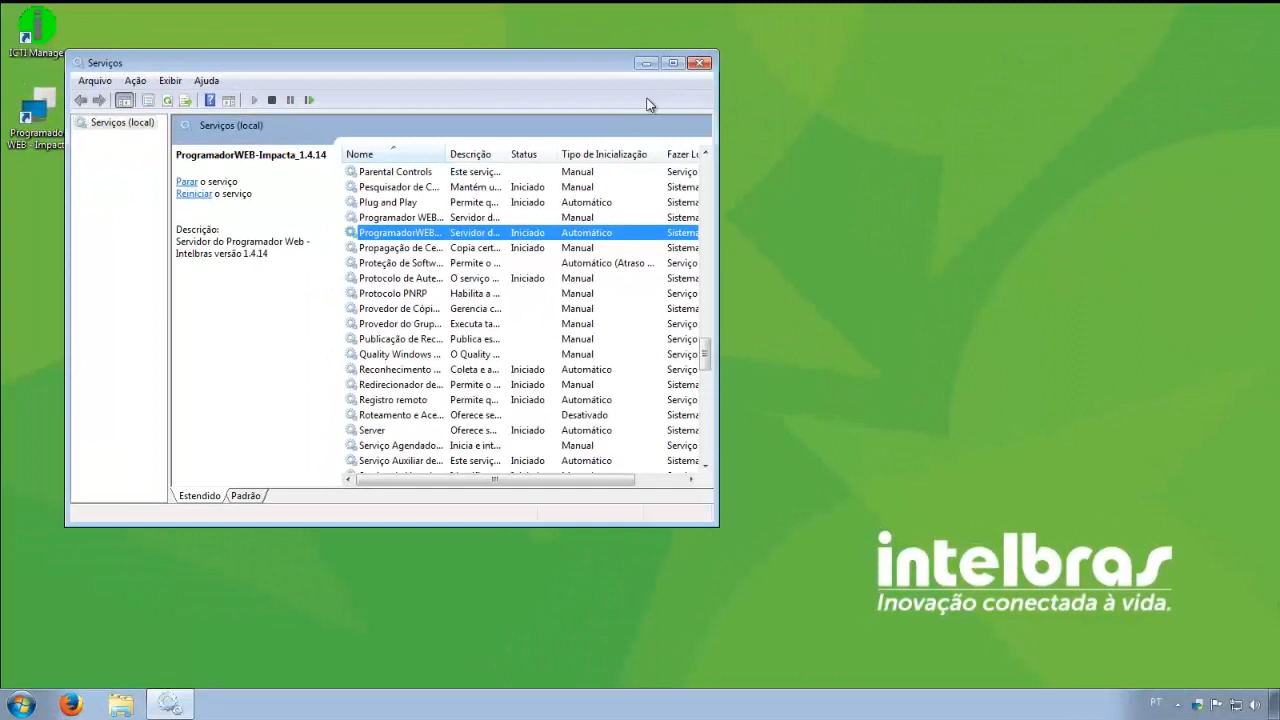 ICTI Manage
Programado
WEB - Impact
Serviços
Arquivo Ação Exibir Ajuda
Serviços (local)
Serviços (local)
ProgramadorWEB-Impacta_1.4.14
Parar o serviço
Reiniciar o serviço
Descrição:
Servidor do Programador Web -
Intelbras versão 1.4.14
Nome Descrição Status Tipo de Inicialização Fazer Lo
Parental Controls Este serviç... Manual Serviço
Pesquisador de C... Mantém u... Iniciado Manual Sistema
Plug and Play Permite q... Iniciado Automático Sistema
Programador WEB... Servidor d... Manual Sistema
ProgramadorWEB... Servidor d... Iniciado Automático Sistema
Propagação de Ce... Copia cert... Iniciado Manual Sistema
Proteção de Softw... Permite o ... Automático (Atraso ... Serviço
Protocolo de Aute... O serviço ... Iniciado Manual Sistema
Protocolo PNRP Habilita a ... Manual Serviço
Provedor de Cópi... Gerencia c... Manual Sistema
Provedor do Grup... Executa ta... Manual Serviço
Publicação de Rec... Publica es... Manual Serviço
Quality Windows ... O Quality ... Manual Serviço
Reconhecimento ... Coleta e a... Iniciado Automático Serviço
Redirecionador de... Permite o ... Manual Sistema
Registro remoto Permite q... Iniciado Automático Serviço
Roteamento e Ace... Oferece se... Desativado Sistema
Server Oferece s... Iniciado Automático Sistema
Serviço Agendado... Inicia e int... Manual Serviço
Serviço Auxiliar de... Este serviç... Iniciado Automático Sistema
Estendido Padrão
intelbras
Inovação conectada à vida.
PT